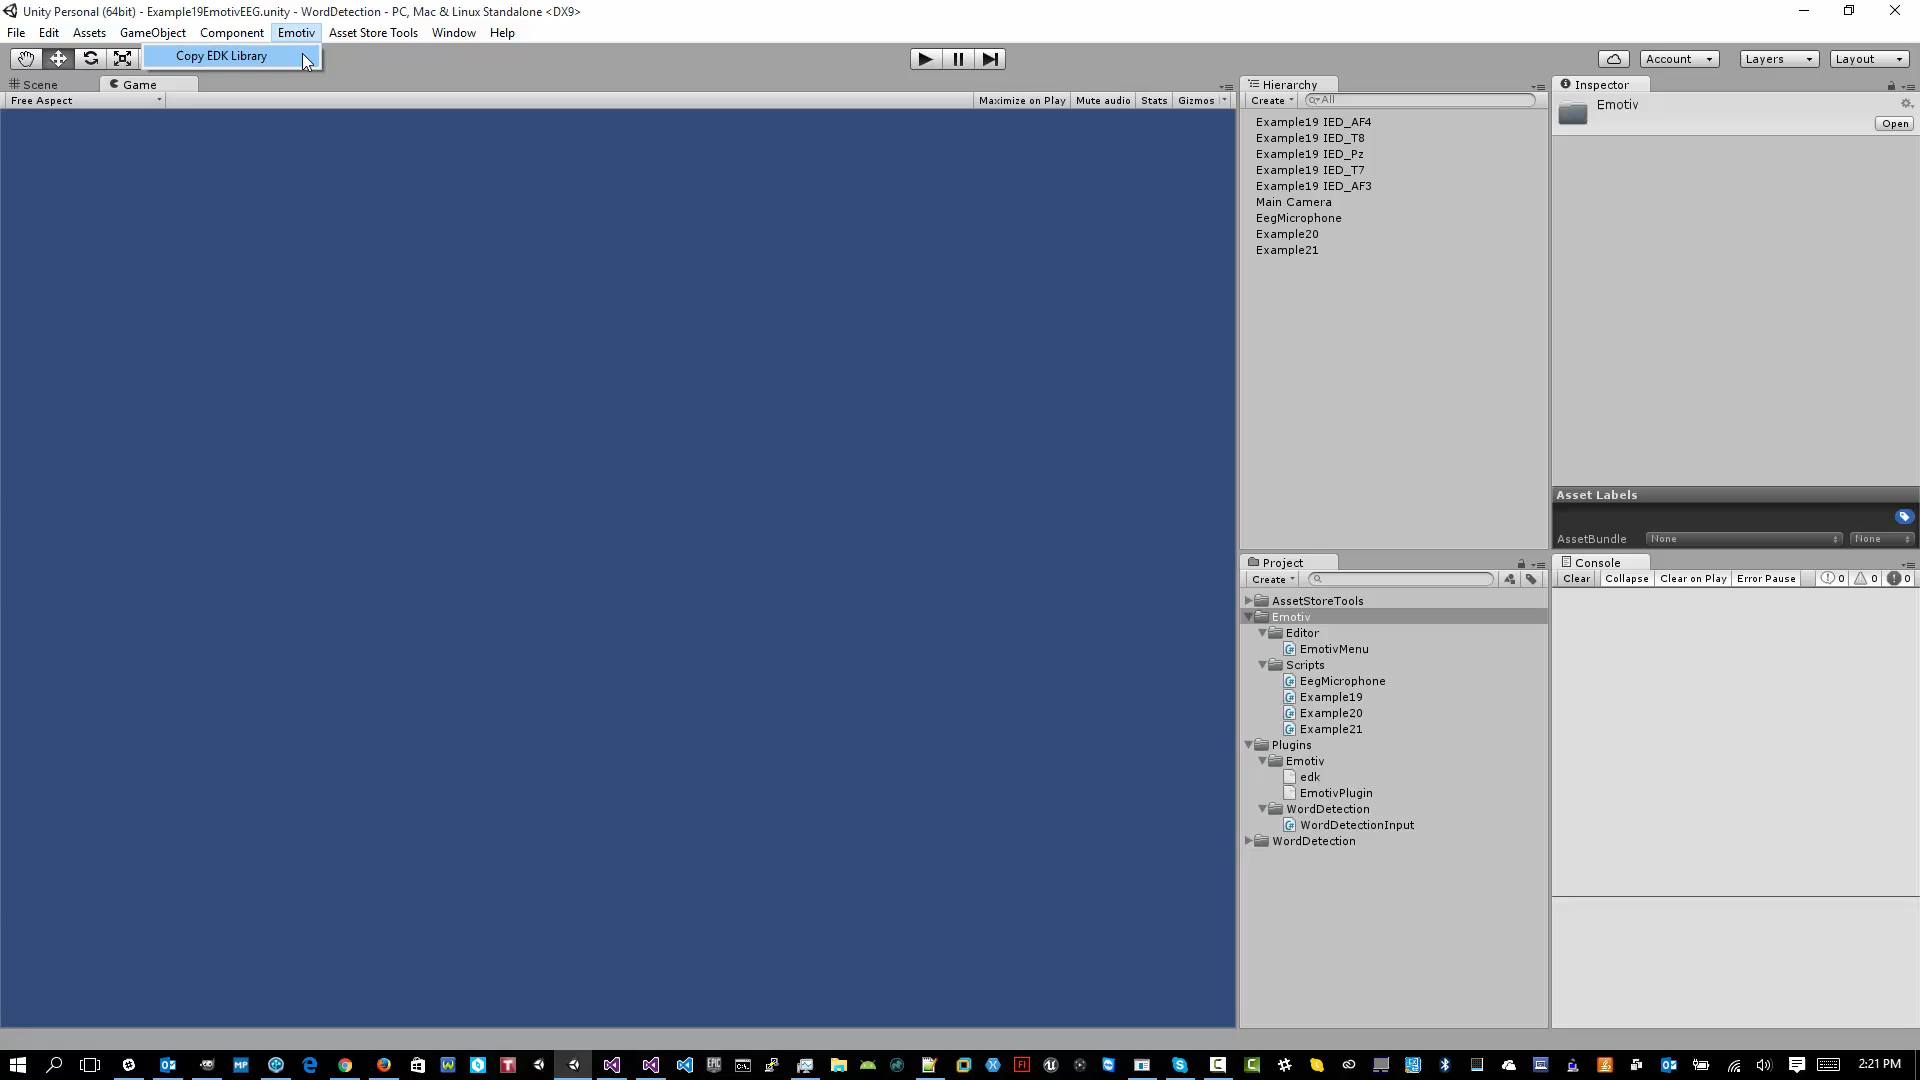 Unity Personal (64bit) - Example19EmotivEEG.unity - WordDetection - PC, Mac & Linux Standalone <DX9>
File Edit Assets GameObject Component Emotiv Asset Store Tools Window Help
Copy EDK Library
Account Layers Layout
Scene Game
Free Aspect
Maximize on Play Mute audio Stats Gizmos
Hierarchy
Create All
Example19 IED_AF4
Example19 IED_T8
Example19 IED_Pz
Example19 IED_T7
Example19 IED_AF3
Main Camera
EegMicrophone
Example20
Example21
Inspector
Emotiv
Open
Asset Labels
AssetBundle None None
Project
Create
AssetStoreTools
Emotiv
Editor
EmotivMenu
Scripts
EegMicrophone
Example19
Example20
Example21
Plugins
Emotiv
edk
EmotivPlugin
WordDetection
WordDetectionInput
WordDetection
Console
Clear Collapse Clear on Play Error Pause 0 0 0
2:21 PM